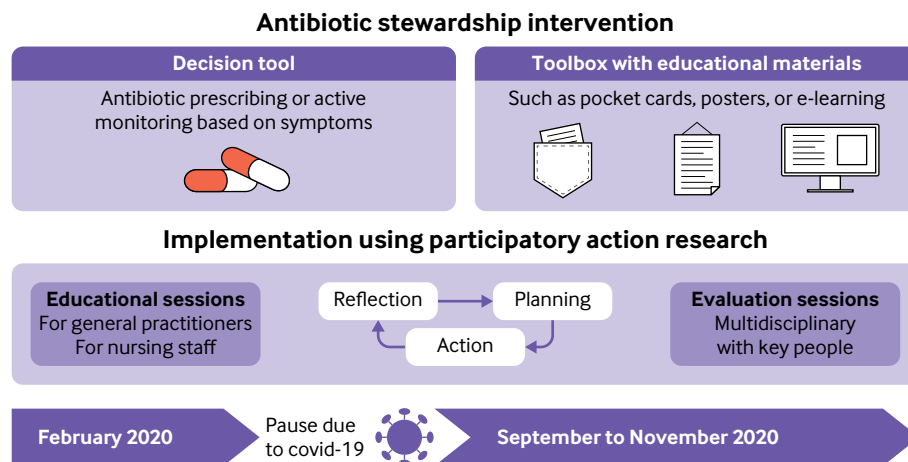 Antibiotic stewardship intervention
Decision tool
Antibiotic prescribing or active
monitoring based on symptoms
Toolbox with educational materials
Such as pocket cards, posters, or e-learning
Implementation using participatory action research
Educational sessions
For general practitioners
For nursing staff
Reflection
Planning
Action
Evaluation sessions
Multidisciplinary
with key people
February 2020
Pause due
to covid-19
September to November 2020